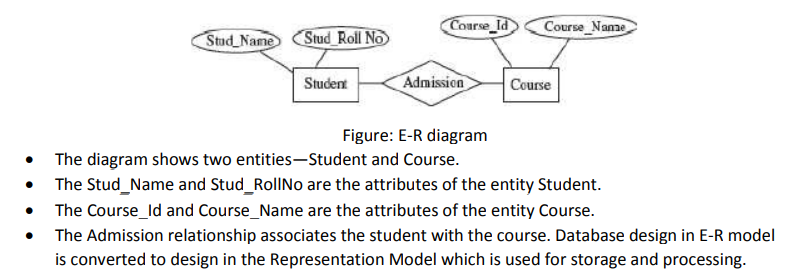 Course_Id Course_Name
Stud_Name Stud_Roll No
Student Admission Course
Figure: E-R diagram
• The diagram shows two entities—Student and Course.
• The Stud_Name and Stud_RollNo are the attributes of the entity Student.
• The Course_Id and Course_Name are the attributes of the entity Course.
• The Admission relationship associates the student with the course. Database design in E-R model
is converted to design in the Representation Model which is used for storage and processing.